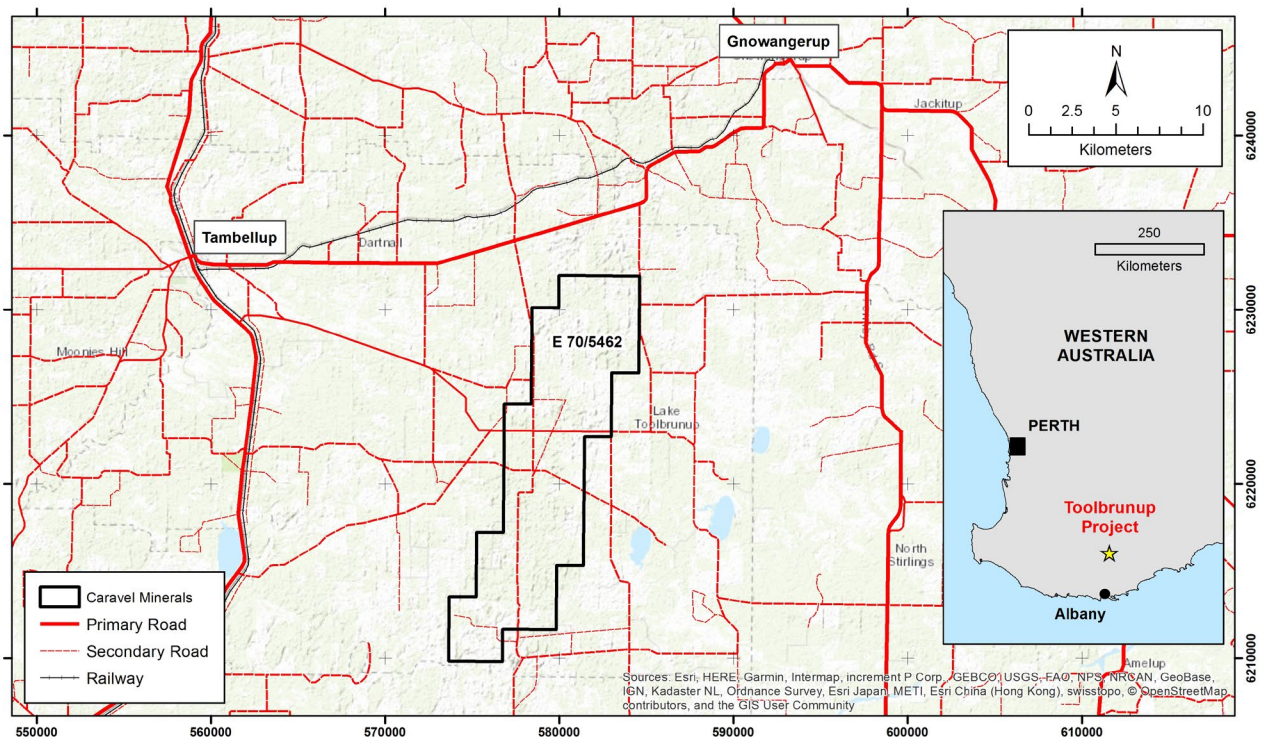 Gnowangerup
Jackitup
Tambellup
Dartnall
E 70/5462
Moonies Hill
Lake
Toolbrunup
North
Stirlings
Amelup
N
0 2.5 5 10
Kilometers
250
Kilometers
WESTERN
AUSTRALIA
PERTH
Toolbrunup
Project
Albany
Caravel Minerals
Primary Road
Secondary Road
Railway
Sources: Esri, HERE, Garmin, Intermap, increment P Corp., GEBCO, USGS, FAO, NPS, NRCAN, GeoBase,
IGN, Kadaster NL, Ordnance Survey, Esri Japan, METI, Esri China (Hong Kong), swisstopo, © OpenStreetMap
contributors, and the GIS User Community
6240000
6230000
6220000
6210000
550000 560000 570000 580000 590000 600000 610000